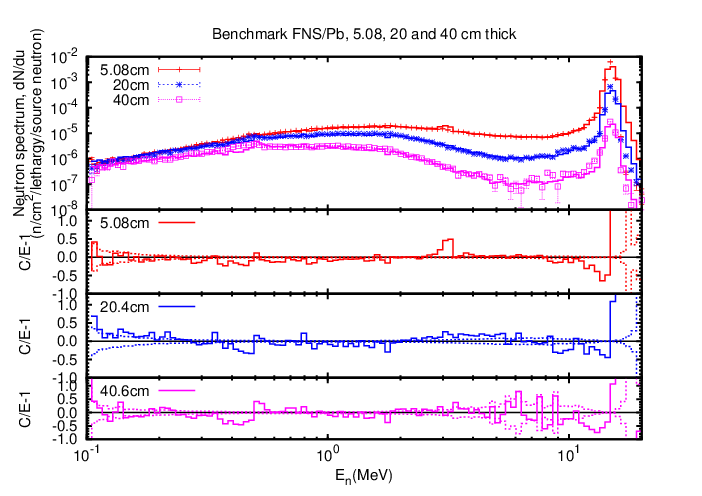 Benchmark FNS/Pb, 5.08, 20 and 40 cm thick
Neutron spectrum, dN/du
(n/cm²/lethargy/source neutron)
10⁻²
10⁻³
10⁻⁴
10⁻⁵
10⁻⁶
10⁻⁷
10⁻⁸
5.08cm
20cm
40cm
C/E-1
1.0
0.5
0.0
-0.5
-1.0
5.08cm
C/E-1
1.0
0.5
0.0
-0.5
-1.0
20.4cm
C/E-1
1.0
0.5
0.0
-0.5
-1.0
40.6cm
10⁻¹ 10⁰ 10¹
Eₙ(MeV)